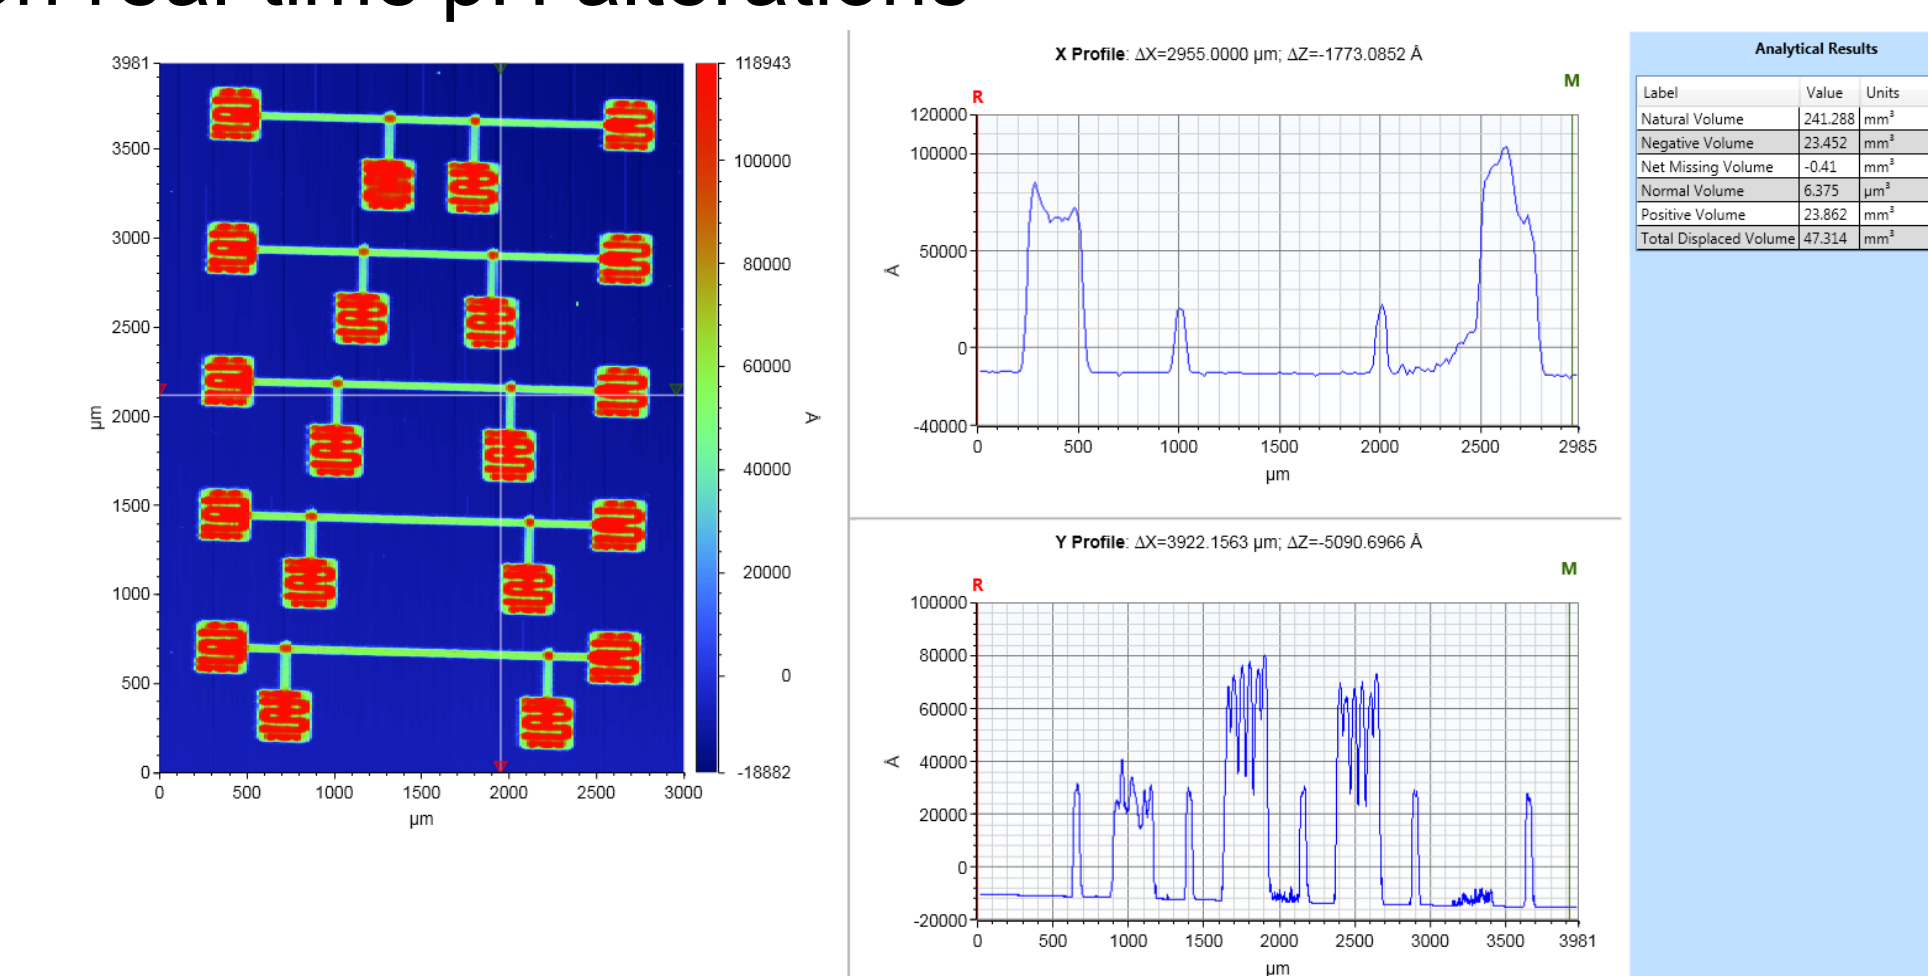 on real-time pH alterations
3981
3500
3000
2500
2000
1500
1000
500
0
µm
0 500 1000 1500 2000 2500 3000
µm
118943
100000
80000
60000
40000
20000
0
-18882
Å
X Profile: ΔX=2955.0000 µm; ΔZ=-1773.0852 Å
R M
120000
100000
50000
0
-40000
Å
0 500 1000 1500 2000 2500 2985
µm
Y Profile: ΔX=3922.1563 µm; ΔZ=-5090.6966 Å
R M
100000
80000
60000
40000
20000
0
-20000
Å
0 500 1000 1500 2000 2500 3000 3500 3981
µm
Analytical Results
Label Value Units
Natural Volume 241.288 mm³
Negative Volume 23.452 mm³
Net Missing Volume -0.41 mm³
Normal Volume 6.375 µm³
Positive Volume 23.862 mm³
Total Displaced Volume 47.314 mm³